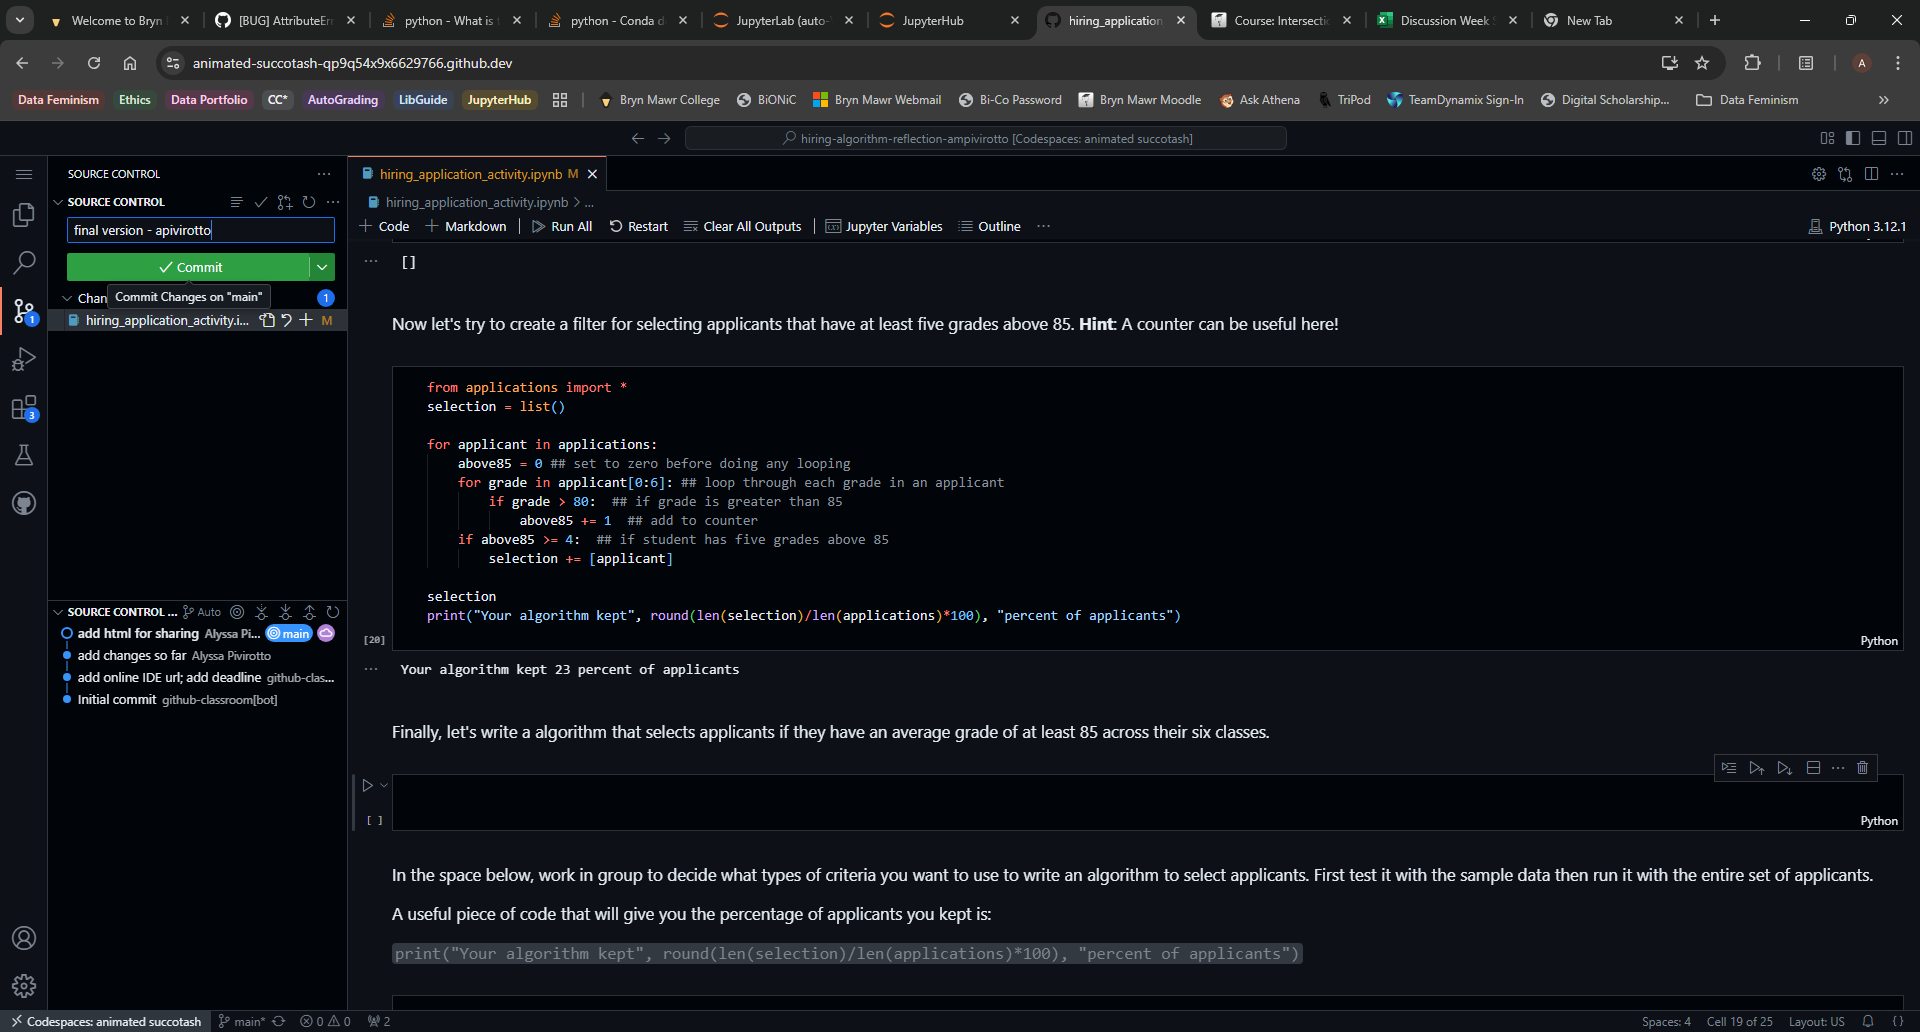 Welcome to Bryn
[BUG] AttributeErr
python - What is
python - Conda d
JupyterLab (auto-
JupyterHub
hiring_application_
Course: Intersecti
Discussion Week
New Tab
animated-succotash-qp9q54x9x6629766.github.dev
A
Data Feminism
Ethics
Data Portfolio
CC*
AutoGrading
LibGuide
JupyterHub
Bryn Mawr College
BiONiC
Bryn Mawr Webmail
Bi-Co Password
Bryn Mawr Moodle
Ask Athena
TriPod
TeamDynamix Sign-In
Digital Scholarship...
Data Feminism
hiring-algorithm-reflection-ampivirotto [Codespaces: animated succotash]
SOURCE CONTROL
SOURCE CONTROL
final version - apivirotto
Commit
Chan
Commit Changes on "main"
1
hiring_application_activity.i...
M
1
3
SOURCE CONTROL ...
Auto
add html for sharing Alyssa Pi...
main
add changes so far Alyssa Pivirotto
add online IDE url; add deadline github-clas...
Initial commit github-classroom[bot]
hiring_application_activity.ipynb M
hiring_application_activity.ipynb > ...
+ Code + Markdown | Run All Restart Clear All Outputs | Jupyter Variables Outline ...
Python 3.12.1
[]
Now let's try to create a filter for selecting applicants that have at least five grades above 85. Hint: A counter can be useful here!
from applications import *
selection = list()
for applicant in applications:
above85 = 0 ## set to zero before doing any looping
for grade in applicant[0:6]: ## loop through each grade in an applicant
if grade > 80: ## if grade is greater than 85
above85 += 1 ## add to counter
if above85 >= 4: ## if student has five grades above 85
selection += [applicant]
selection
print("Your algorithm kept", round(len(selection)/len(applications)*100), "percent of applicants")
[20]
Python
Your algorithm kept 23 percent of applicants
Finally, let's write a algorithm that selects applicants if they have an average grade of at least 85 across their six classes.
[ ]
Python
In the space below, work in group to decide what types of criteria you want to use to write an algorithm to select applicants. First test it with the sample data then run it with the entire set of applicants.
A useful piece of code that will give you the percentage of applicants you kept is:
print("Your algorithm kept", round(len(selection)/len(applications)*100), "percent of applicants")
Codespaces: animated succotash
main*
0 0
2
Spaces: 4
Cell 19 of 25
Layout: US